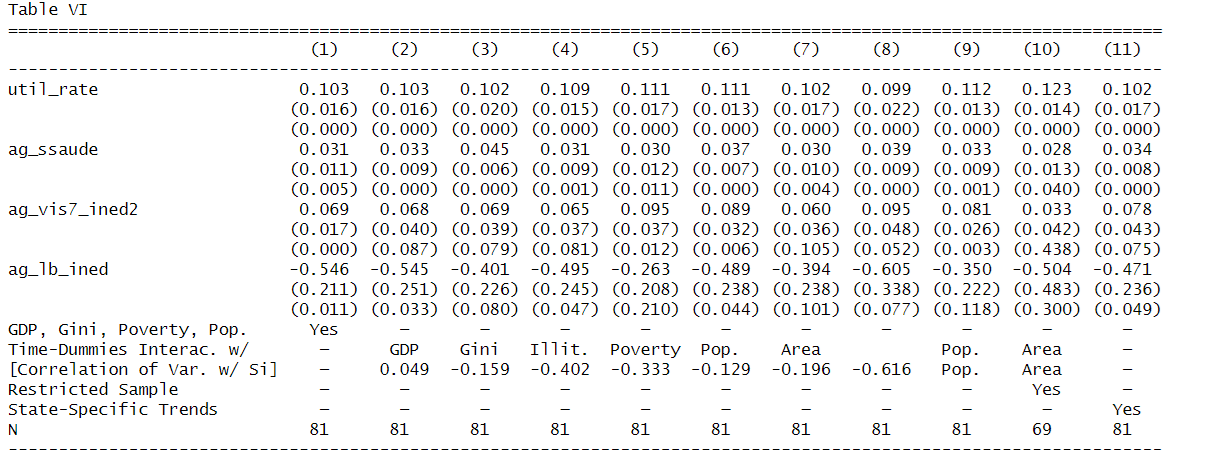 Table VI
====================================================================================================================
(1) (2) (3) (4) (5) (6) (7) (8) (9) (10) (11)
--------------------------------------------------------------------------------------------------------------------
util_rate 0.103 0.103 0.102 0.109 0.111 0.111 0.102 0.099 0.112 0.123 0.102
(0.016) (0.016) (0.020) (0.015) (0.017) (0.013) (0.017) (0.022) (0.013) (0.014) (0.017)
(0.000) (0.000) (0.000) (0.000) (0.000) (0.000) (0.000) (0.000) (0.000) (0.000) (0.000)
ag_ssaude 0.031 0.033 0.045 0.031 0.030 0.037 0.030 0.039 0.033 0.028 0.034
(0.011) (0.009) (0.006) (0.009) (0.012) (0.007) (0.010) (0.009) (0.009) (0.013) (0.008)
(0.005) (0.000) (0.000) (0.001) (0.011) (0.000) (0.004) (0.000) (0.001) (0.040) (0.000)
ag_vis7_ined2 0.069 0.068 0.069 0.065 0.095 0.089 0.060 0.095 0.081 0.033 0.078
(0.017) (0.040) (0.039) (0.037) (0.037) (0.032) (0.036) (0.048) (0.026) (0.042) (0.043)
(0.000) (0.087) (0.079) (0.081) (0.012) (0.006) (0.105) (0.052) (0.003) (0.438) (0.075)
ag_lb_ined −0.546 −0.545 −0.401 −0.495 −0.263 −0.489 −0.394 −0.605 −0.350 −0.504 −0.471
(0.211) (0.251) (0.226) (0.245) (0.208) (0.238) (0.238) (0.338) (0.222) (0.483) (0.236)
(0.011) (0.033) (0.080) (0.047) (0.210) (0.044) (0.101) (0.077) (0.118) (0.300) (0.049)
GDP, Gini, Poverty, Pop. Yes − − − − − − − − − −
Time-Dummies Interac. w/ − GDP Gini Illit. Poverty Pop. Area Pop. Area −
[Correlation of Var. w/ Si] − 0.049 −0.159 −0.402 −0.333 −0.129 −0.196 −0.616 Pop. Area −
Restricted Sample − − − − − − − − − Yes −
State-Specific Trends − − − − − − − − − − Yes
N 81 81 81 81 81 81 81 81 81 69 81
--------------------------------------------------------------------------------------------------------------------